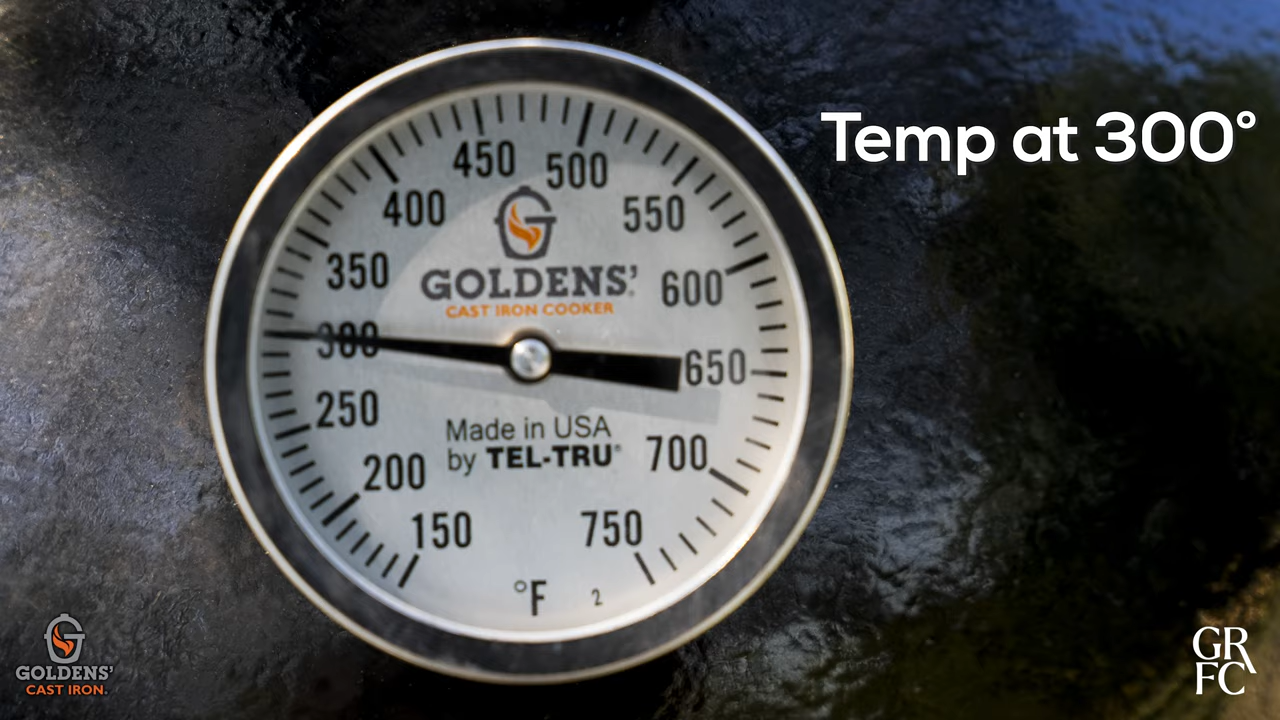 Temp at 300°
450
500
400
550
350
600
GOLDENS'
CAST IRON COOKER
300
650
250
Made in USA
by TEL-TRU®
700
200
150
750
°F
2
GOLDENS'
CAST IRON.
GR
FC